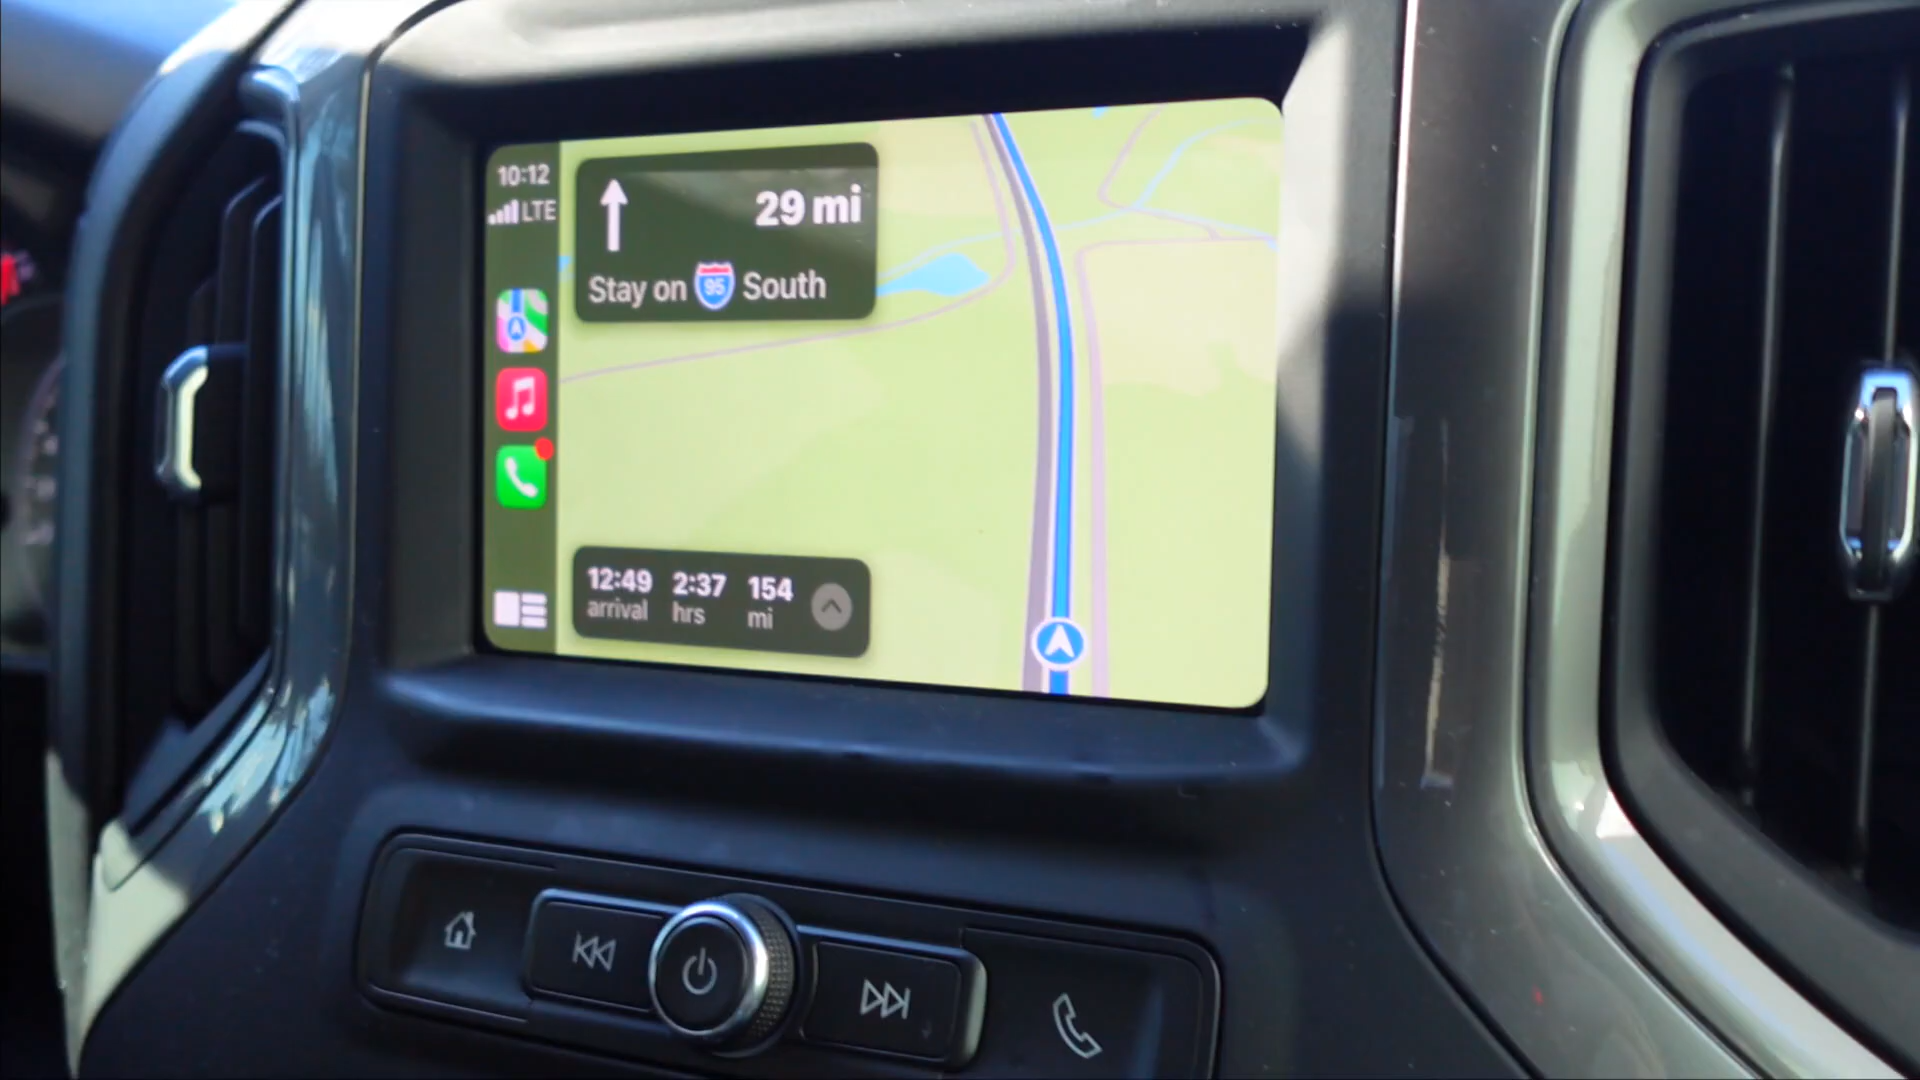 10:12
LTE
29 mi
Stay on 95 South
12:49 2:37 154
arrival hrs mi